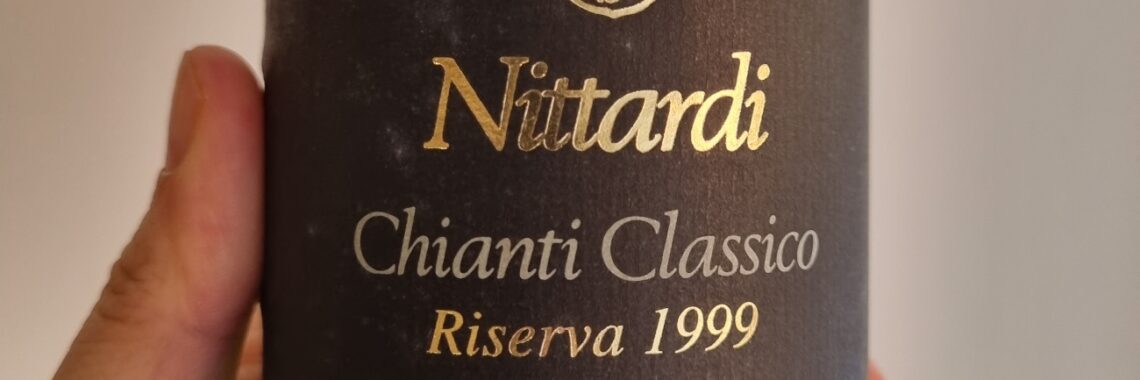 Nittardi
Chianti Classico
Riserva 1999